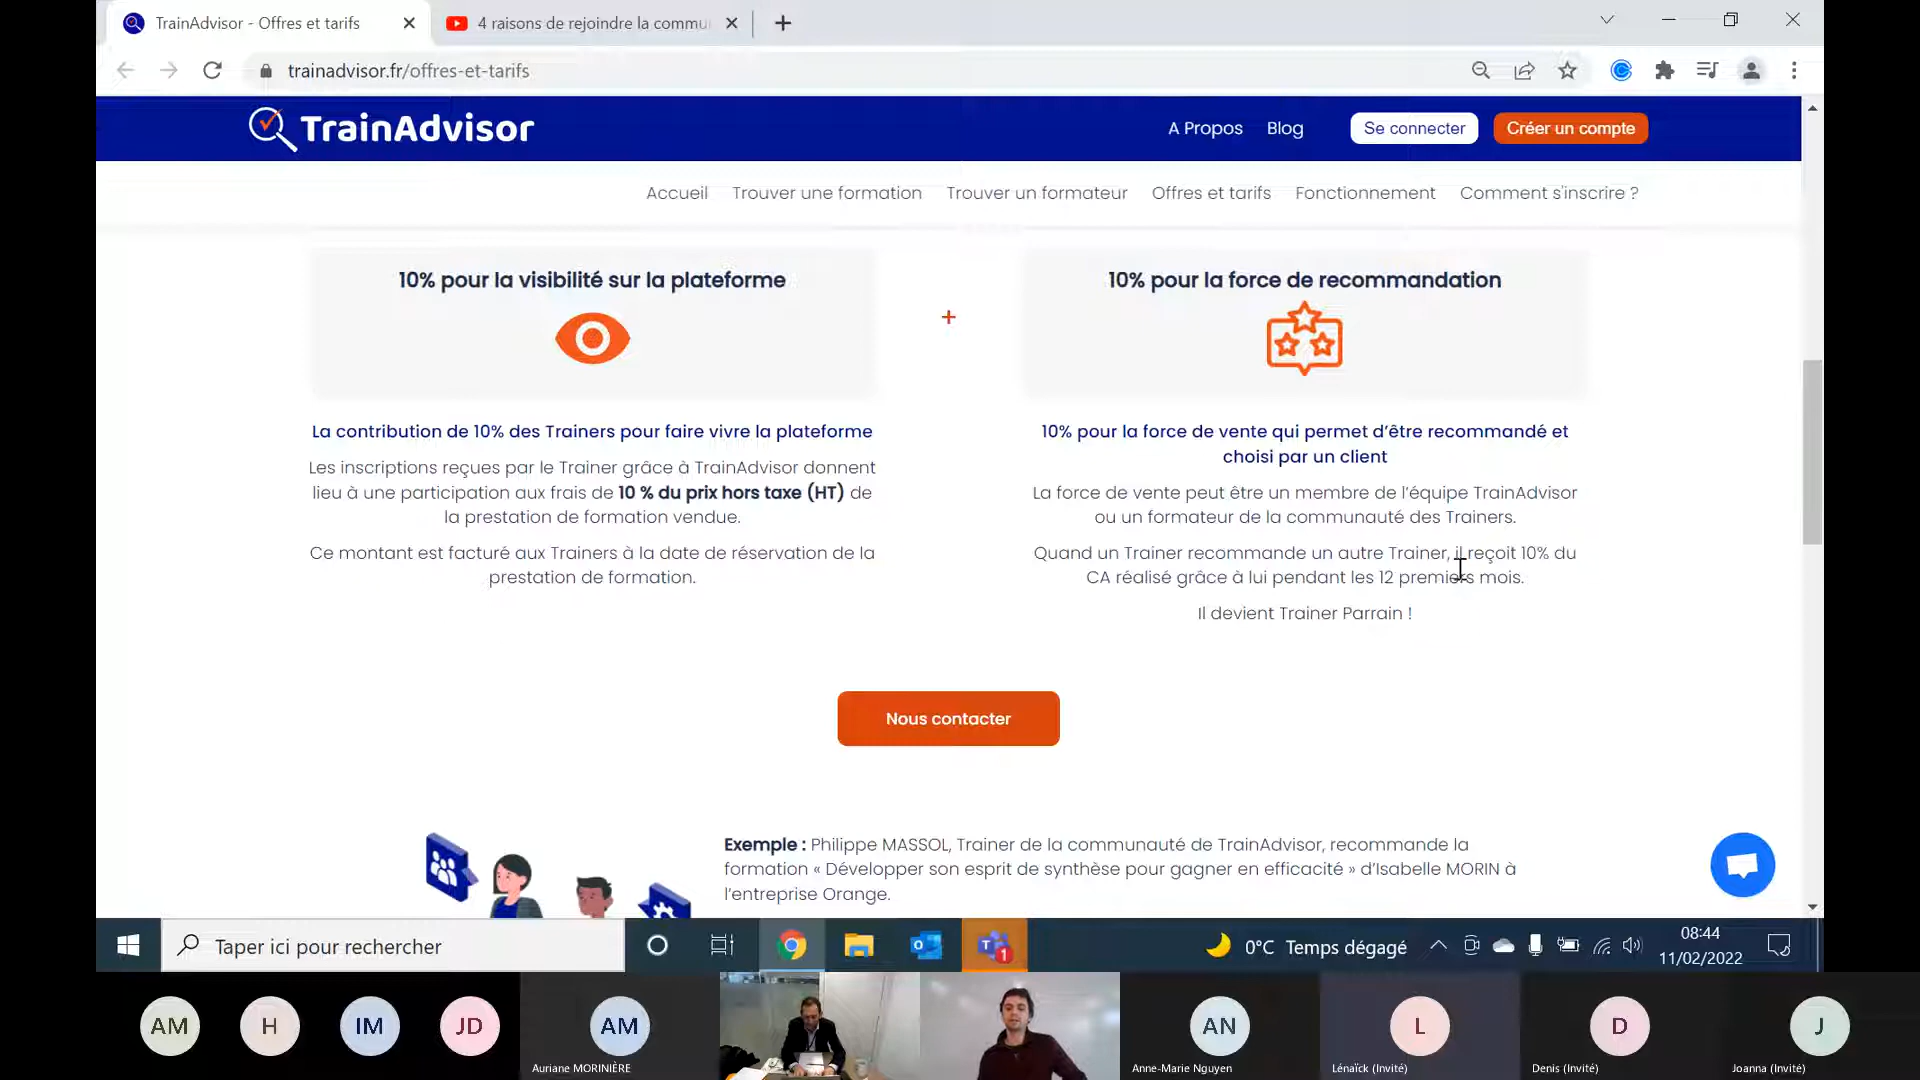 TrainAdvisor - Offres et tarifs
4 raisons de rejoindre la commu
trainadvisor.fr/offres-et-tarifs
TrainAdvisor
A Propos
Blog
Se connecter
Créer un compte
Accueil
Trouver une formation
Trouver un formateur
Offres et tarifs
Fonctionnement
Comment s'inscrire ?
10% pour la visibilité sur la plateforme
+
10% pour la force de recommandation
La contribution de 10% des Trainers pour faire vivre la plateforme
Les inscriptions reçues par le Trainer grâce à TrainAdvisor donnent
lieu à une participation aux frais de 10 % du prix hors taxe (HT) de
la prestation de formation vendue.
Ce montant est facturé aux Trainers à la date de réservation de la
prestation de formation.
10% pour la force de vente qui permet d'être recommandé et
choisi par un client
La force de vente peut être un membre de l'équipe TrainAdvisor
ou un formateur de la communauté des Trainers.
Quand un Trainer recommande un autre Trainer, il reçoit 10% du
CA réalisé grâce à lui pendant les 12 premiers mois.
Il devient Trainer Parrain !
Nous contacter
Exemple : Philippe MASSOL, Trainer de la communauté de TrainAdvisor, recommande la
formation « Développer son esprit de synthèse pour gagner en efficacité » d'Isabelle MORIN à
l'entreprise Orange.
Taper ici pour rechercher
1
0°C Temps dégagé
08:44
11/02/2022
AM
H
IM
JD
AM
Auriane MORINIÈRE
AN
Anne-Marie Nguyen
L
Lénaïck (Invité)
D
Denis (Invité)
J
Joanna (Invité)